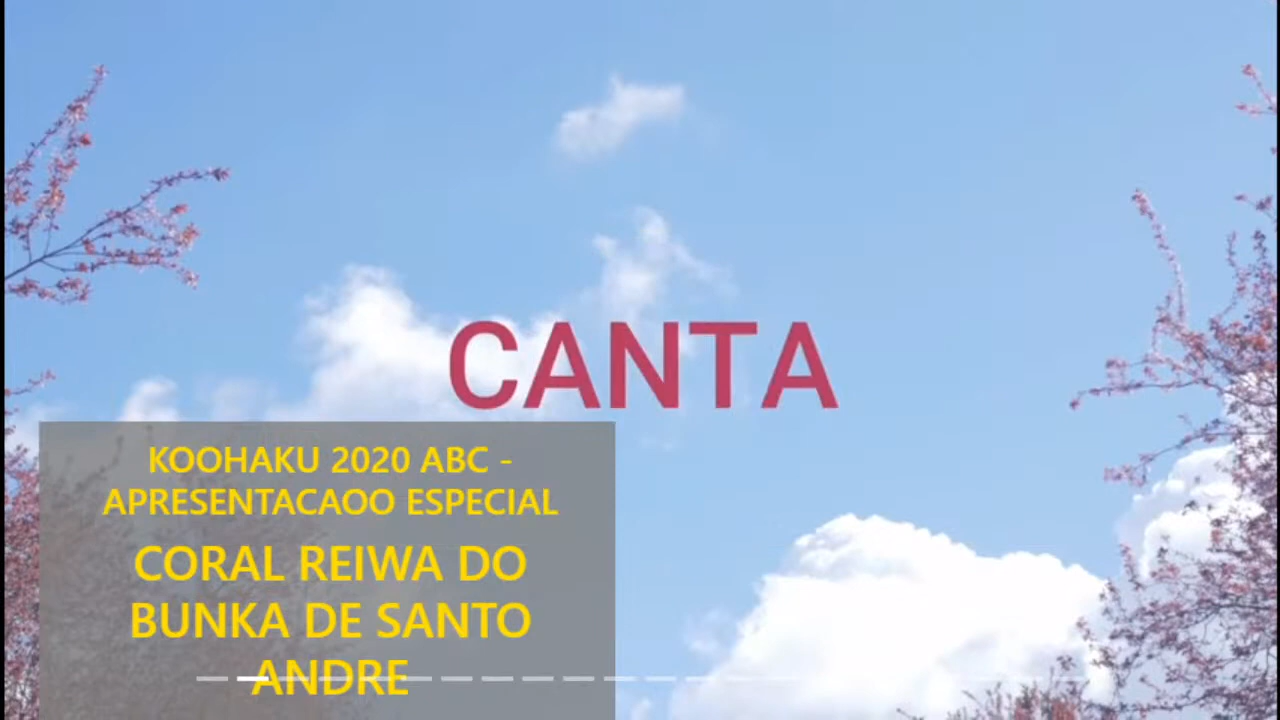 CANTA
KOOHAKU 2020 ABC -
APRESENTACAOO ESPECIAL
CORAL REIWA DO
BUNKA DE SANTO
ANDRE